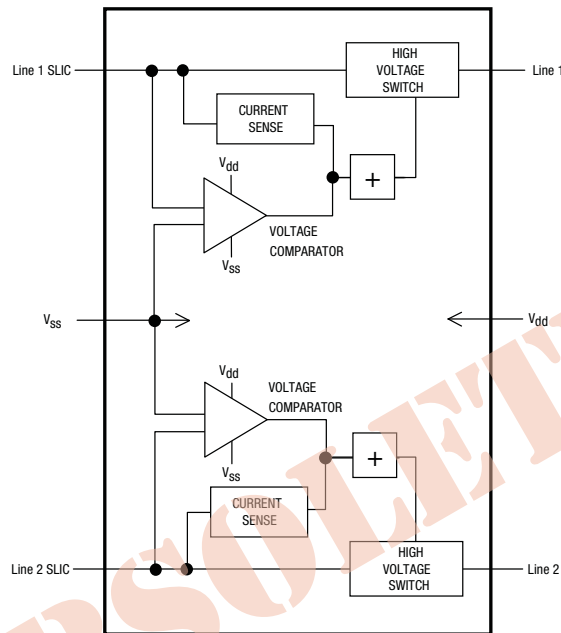 HIGH
VOLTAGE
SWITCH
Line 1 SLIC
Line 1
CURRENT
SENSE
Vdd
+
VOLTAGE
COMPARATOR
Vss
Vss
Vdd
Vdd
VOLTAGE
COMPARATOR
+
Vss
CURRENT
SENSE
HIGH
VOLTAGE
SWITCH
Line 2 SLIC
Line 2